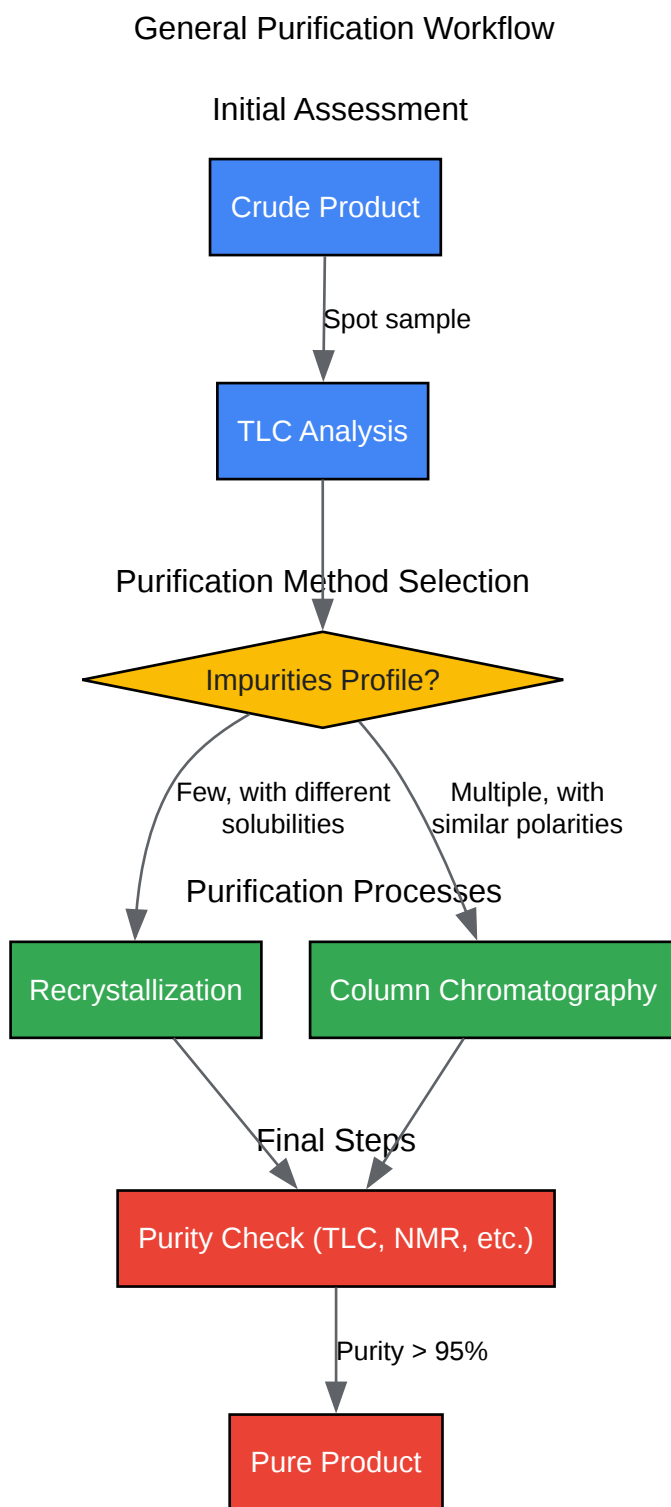 General Purification Workflow
Initial Assessment
Crude Product
Spot sample
TLC Analysis
Purification Method Selection
Impurities Profile?
Few, with different
solubilities
Multiple, with
similar polarities
Purification Processes
Recrystallization
Column Chromatography
Final Steps
Purity Check (TLC, NMR, etc.)
Purity > 95%
Pure Product